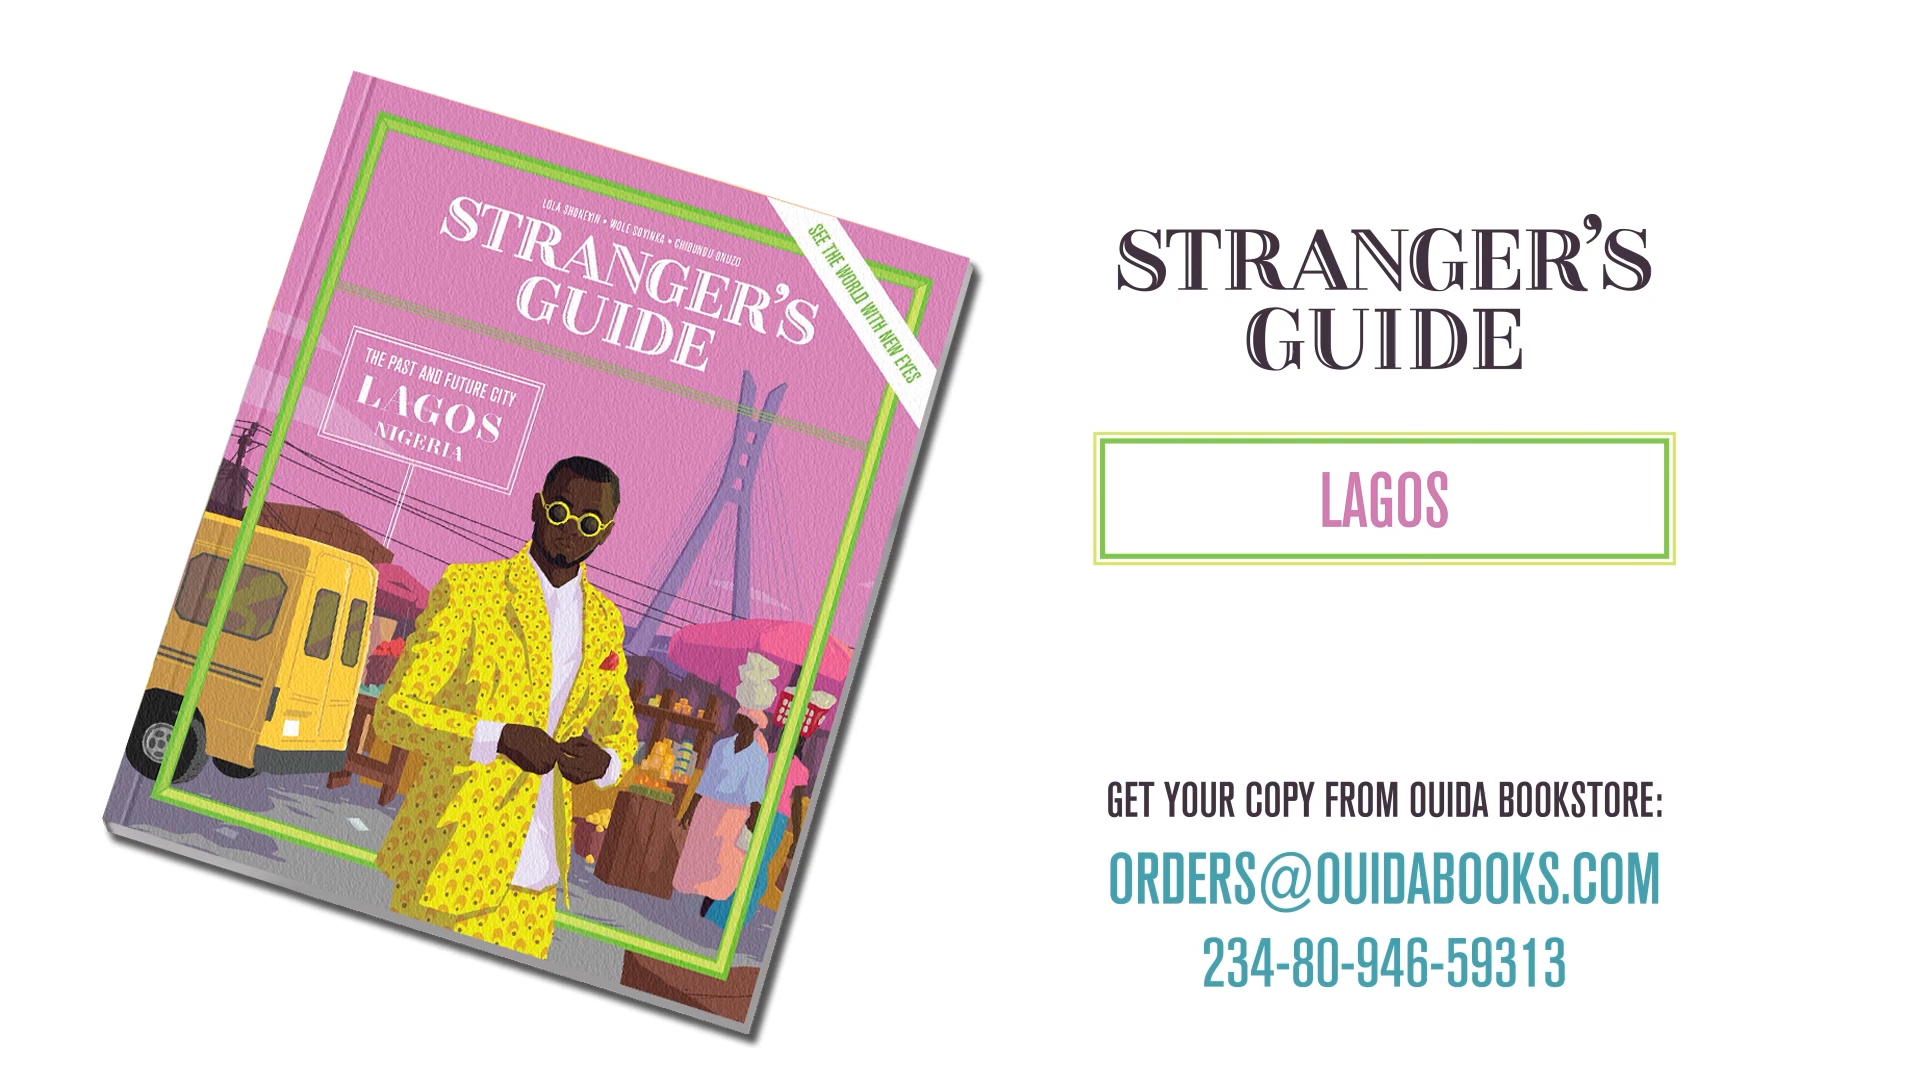 LOLA SHONEYIN • WOLE SOYINKA • CHIBUNDU ONUZO
STRANGER'S
GUIDE
SEE THE WORLD WITH NEW EYES
THE PAST AND FUTURE CITY
LAGOS
NIGERIA
STRANGER'S
GUIDE
LAGOS
GET YOUR COPY FROM OUIDA BOOKSTORE:
ORDERS@OUIDABOOKS.COM
234-80-946-59313